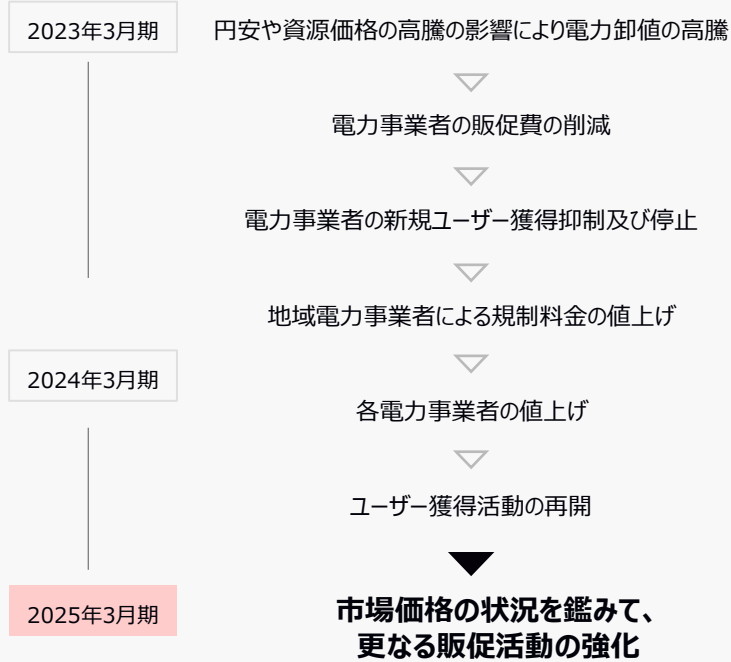 2023年3月期
円安や資源価格の高騰の影響により電力卸値の高騰
電力事業者の販促費の削減
電力事業者の新規ユーザー獲得抑制及び停止
地域電力事業者による規制料金の値上げ
2024年3月期
各電力事業者の値上げ
ユーザー獲得活動の再開
2025年3月期
市場価格の状況を鑑みて、
更なる販促活動の強化